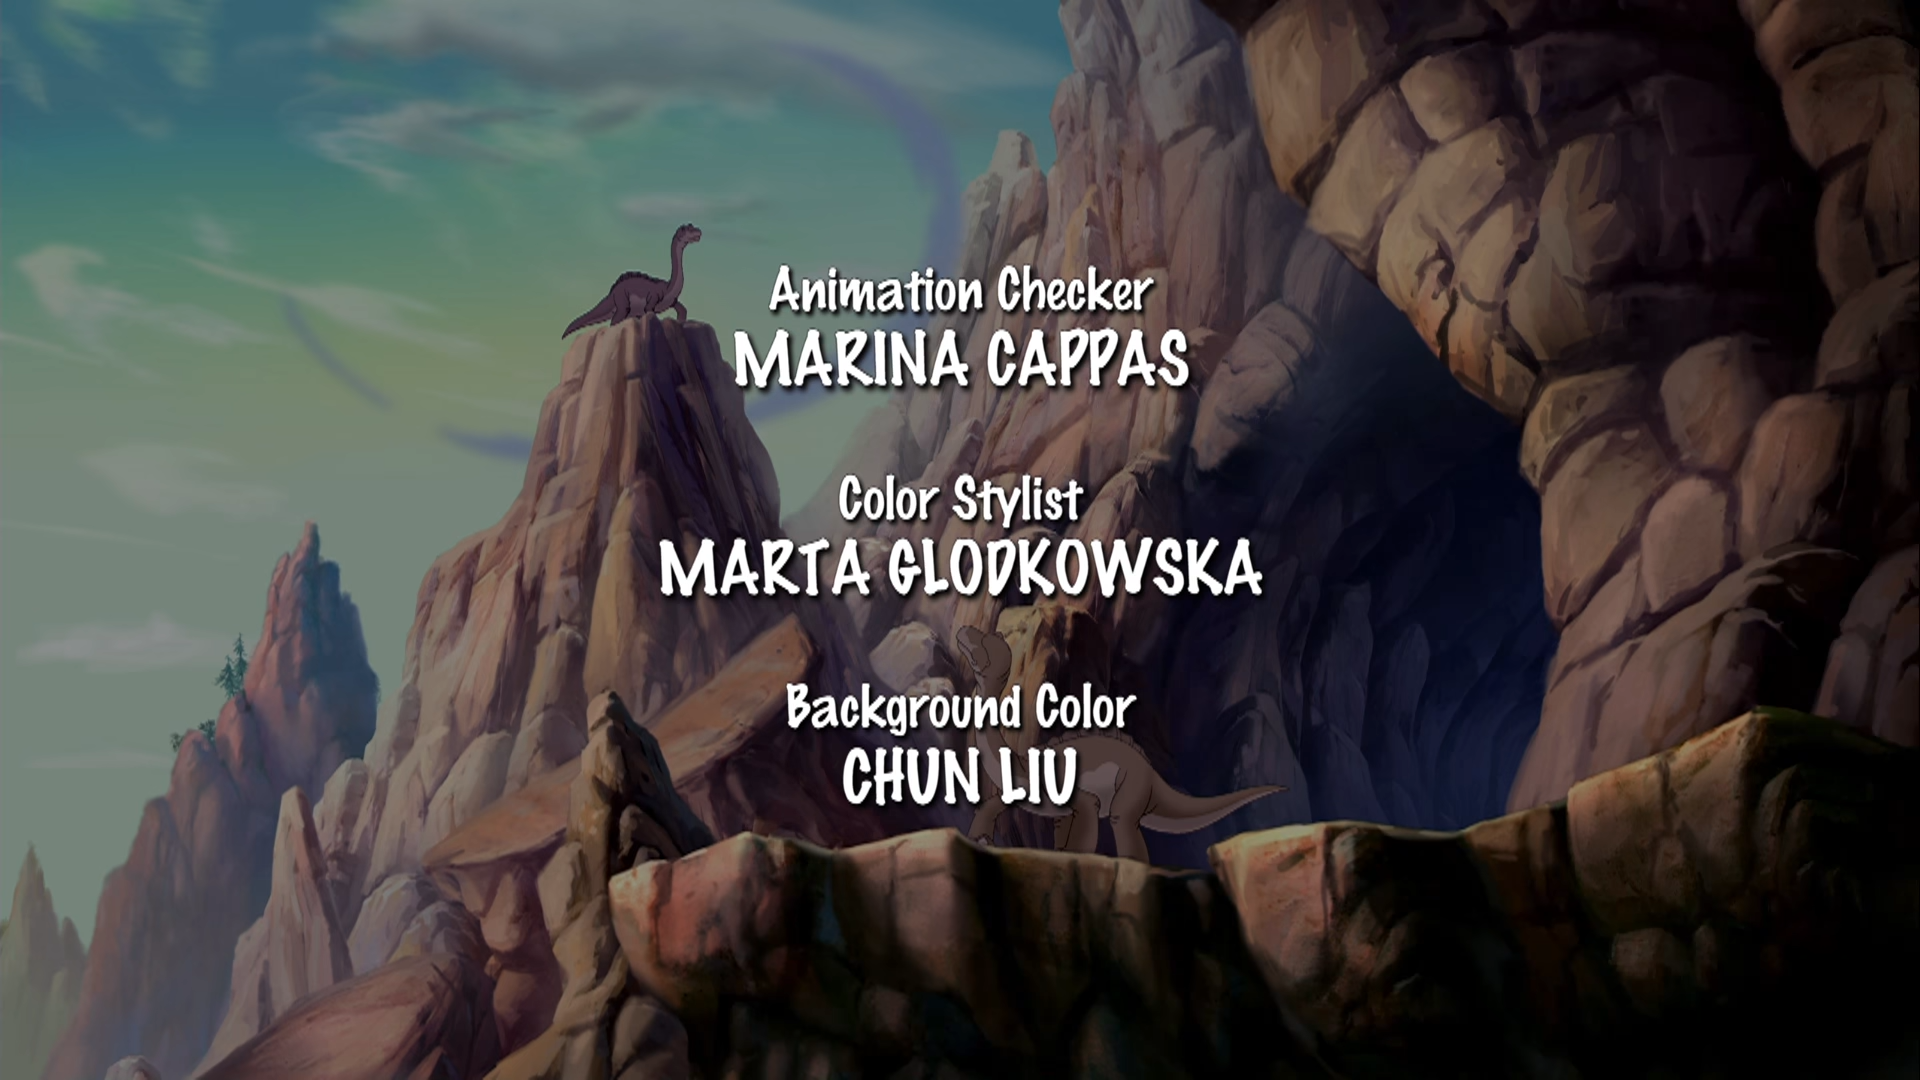 Animation Checker
MARINA CAPPAS
Color Stylist
MARTA GLODKOWSKA
Background Color
CHUN LIU